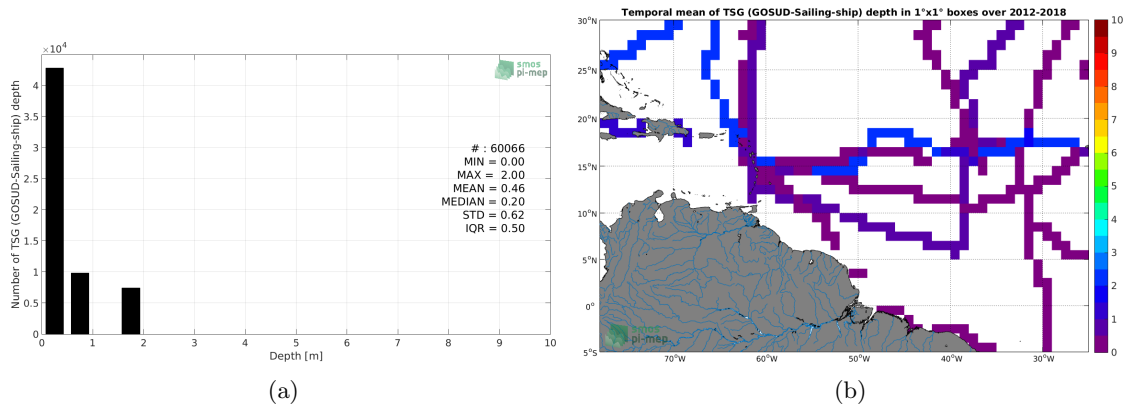 ×10⁴
4
3.5
3
2.5
2
1.5
1
0.5
0
Number of TSG (GOSUD-Sailing-ship) depth
0 1 2 3 4 5 6 7 8 9 10
Depth [m]
smos
pi-mep
# : 60066
MIN = 0.00
MAX = 2.00
MEAN = 0.46
MEDIAN = 0.20
STD = 0.62
IQR = 0.50
(a)
Temporal mean of TSG (GOSUD-Sailing-ship) depth in 1°x1° boxes over 2012-2018
30°N
25°N
20°N
15°N
10°N
5°N
0°
5°S
70°W 60°W 50°W 40°W 30°W
smos
pi-mep
10
9
8
7
6
5
4
3
2
1
0
(b)